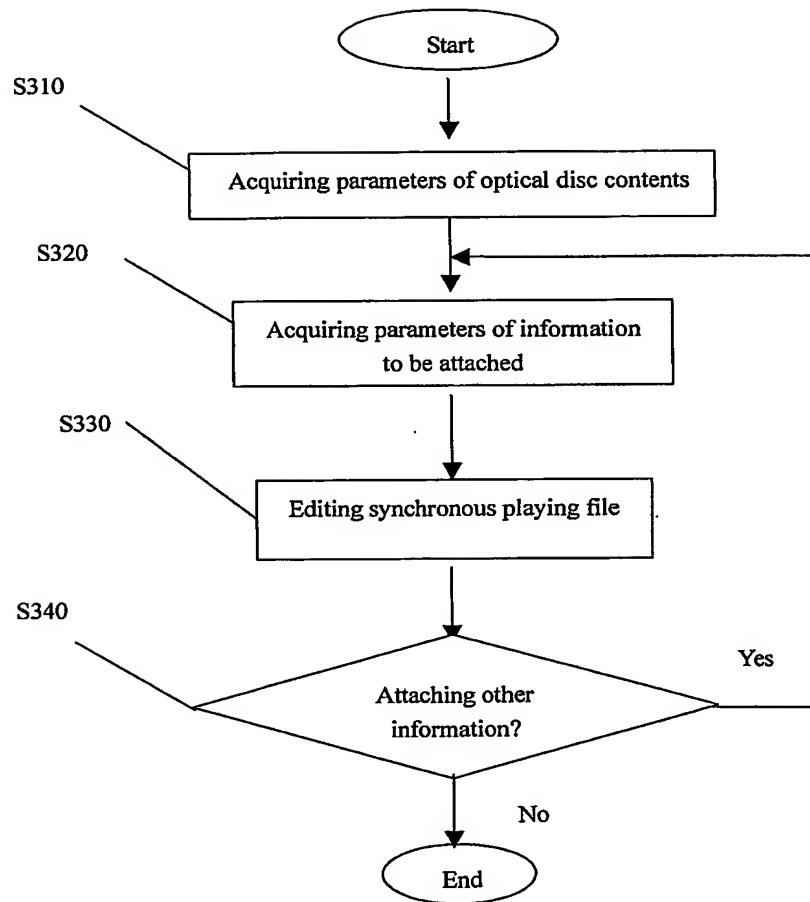 Start
S310
Acquiring parameters of optical disc contents
S320
Acquiring parameters of information
to be attached
S330
Editing synchronous playing file
S340
Yes
Attaching other
information?
No
End